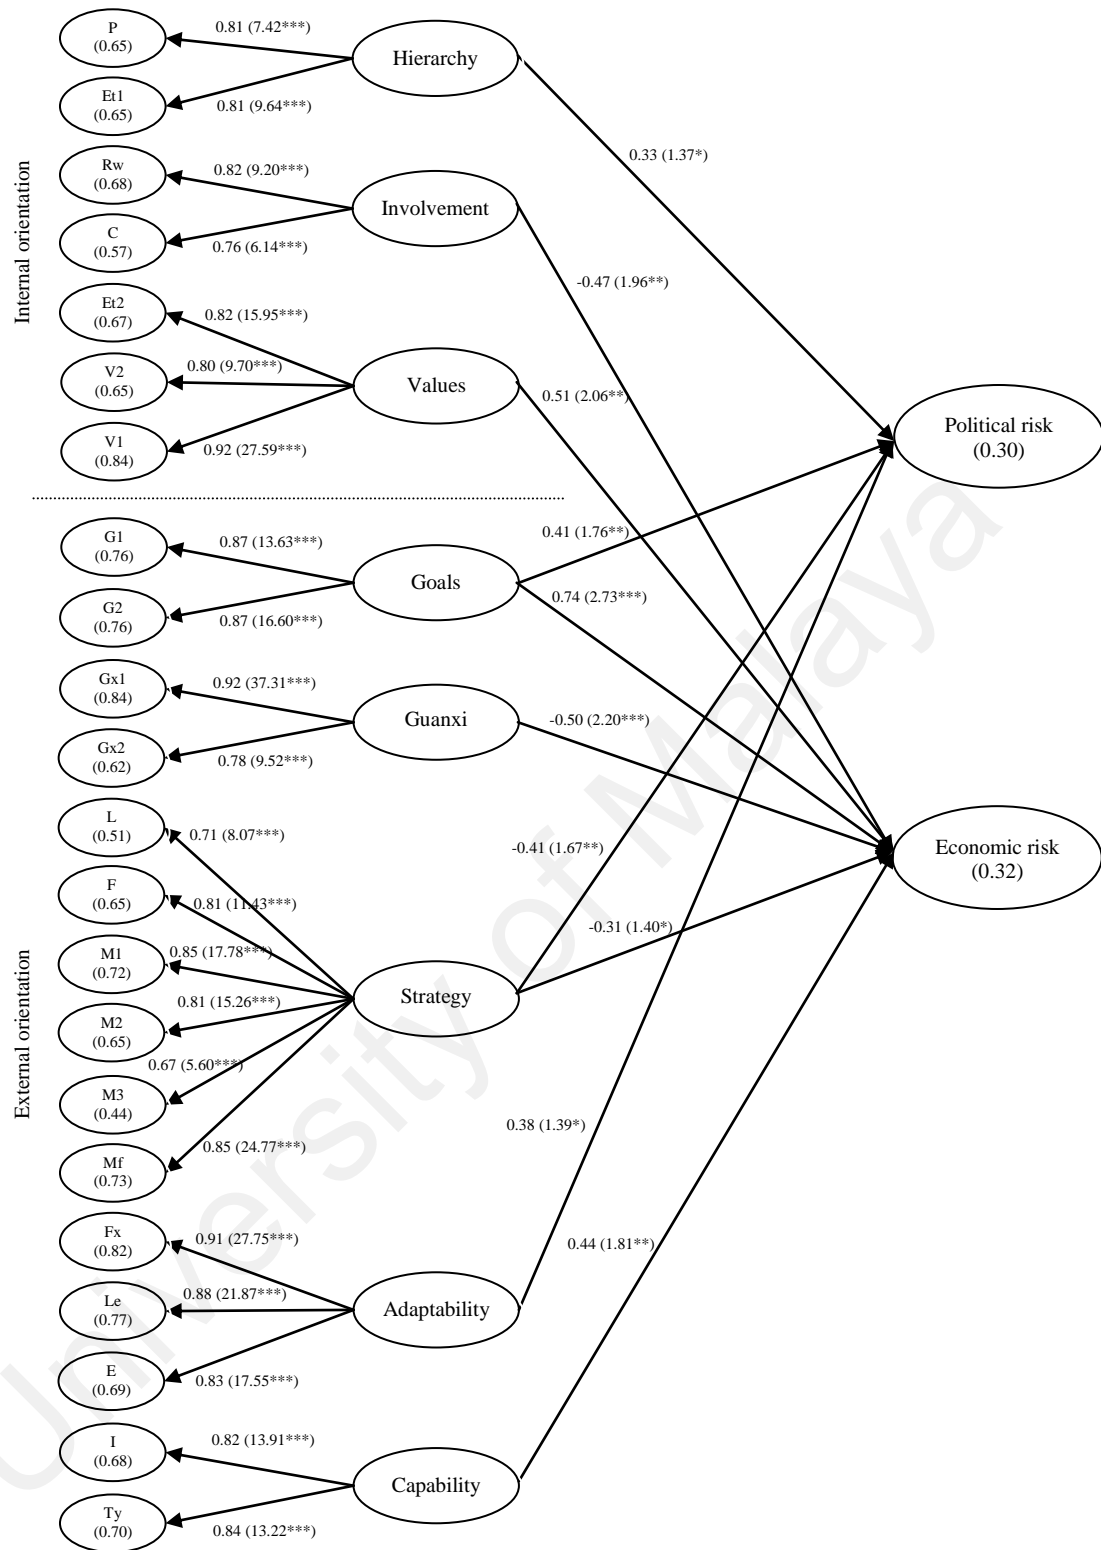 P
(0.65)
0.81 (7.42***)
Hierarchy
Et1
(0.65)
0.81 (9.64***)
0.33 (1.37*)
Internal orientation
Rw
(0.68)
0.82 (9.20***)
Involvement
C
(0.57)
0.76 (6.14***)
-0.47 (1.96**)
Et2
(0.67)
0.82 (15.95***)
V2
(0.65)
0.80 (9.70***)
Values
0.51 (2.06**)
V1
(0.84)
0.92 (27.59***)
Political risk
(0.30)
G1
(0.76)
0.87 (13.63***)
Goals
0.41 (1.76**)
G2
(0.76)
0.87 (16.60***)
0.74 (2.73***)
Gx1
(0.84)
0.92 (37.31***)
Guanxi
-0.50 (2.20***)
Gx2
(0.62)
0.78 (9.52***)
L
(0.51)
0.71 (8.07***)
-0.41 (1.67**)
Economic risk
(0.32)
F
(0.65)
0.81 (11.43***)
-0.31 (1.40*)
External orientation
M1
(0.72)
0.85 (17.78***)
Strategy
M2
(0.65)
0.81 (15.26***)
M3
(0.44)
0.67 (5.60***)
Mf
(0.73)
0.85 (24.77***)
0.38 (1.39*)
Fx
(0.82)
0.91 (27.75***)
0.44 (1.81**)
Le
(0.77)
0.88 (21.87***)
Adaptability
E
(0.69)
0.83 (17.55***)
I
(0.68)
0.82 (13.91***)
Capability
Ty
(0.70)
0.84 (13.22***)
University of Malaya